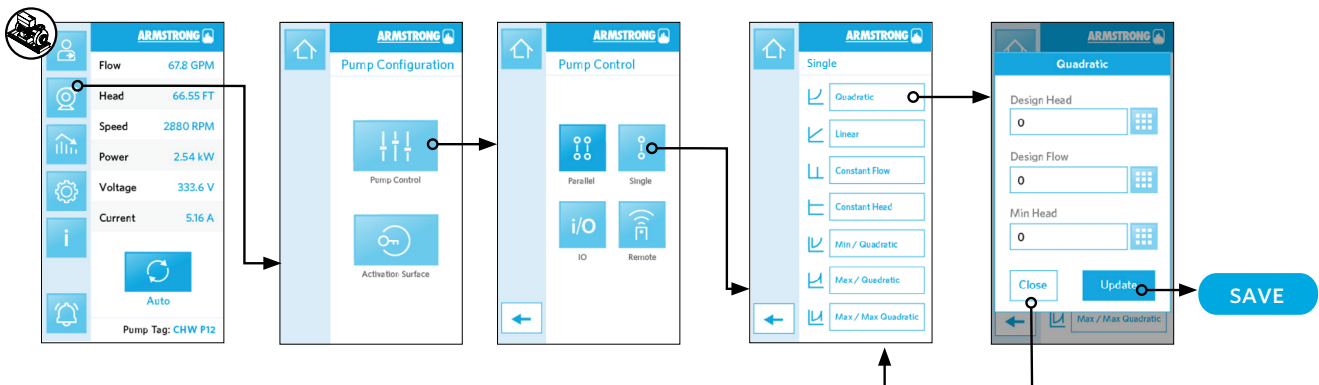 ARMSTRONG
Flow 67.8 GPM
Head 66.55 FT
Speed 2880 RPM
Power 2.54 kW
Voltage 333.6 V
Current 5.16 A
i
Auto
Pump Tag: CHW P12
ARMSTRONG
Pump Configuration
Pump Control
Activation Surface
ARMSTRONG
Pump Control
Parallel Single
i/O
IO Remote
ARMSTRONG
Single
Quadratic
Linear
Constant Flow
Constant Head
Min / Quadratic
Max / Quadratic
Max / Max Quadratic
ARMSTRONG
Quadratic
Design Head
0
Design Flow
0
Min Head
0
Close Update
Max / Max Quadratic
SAVE